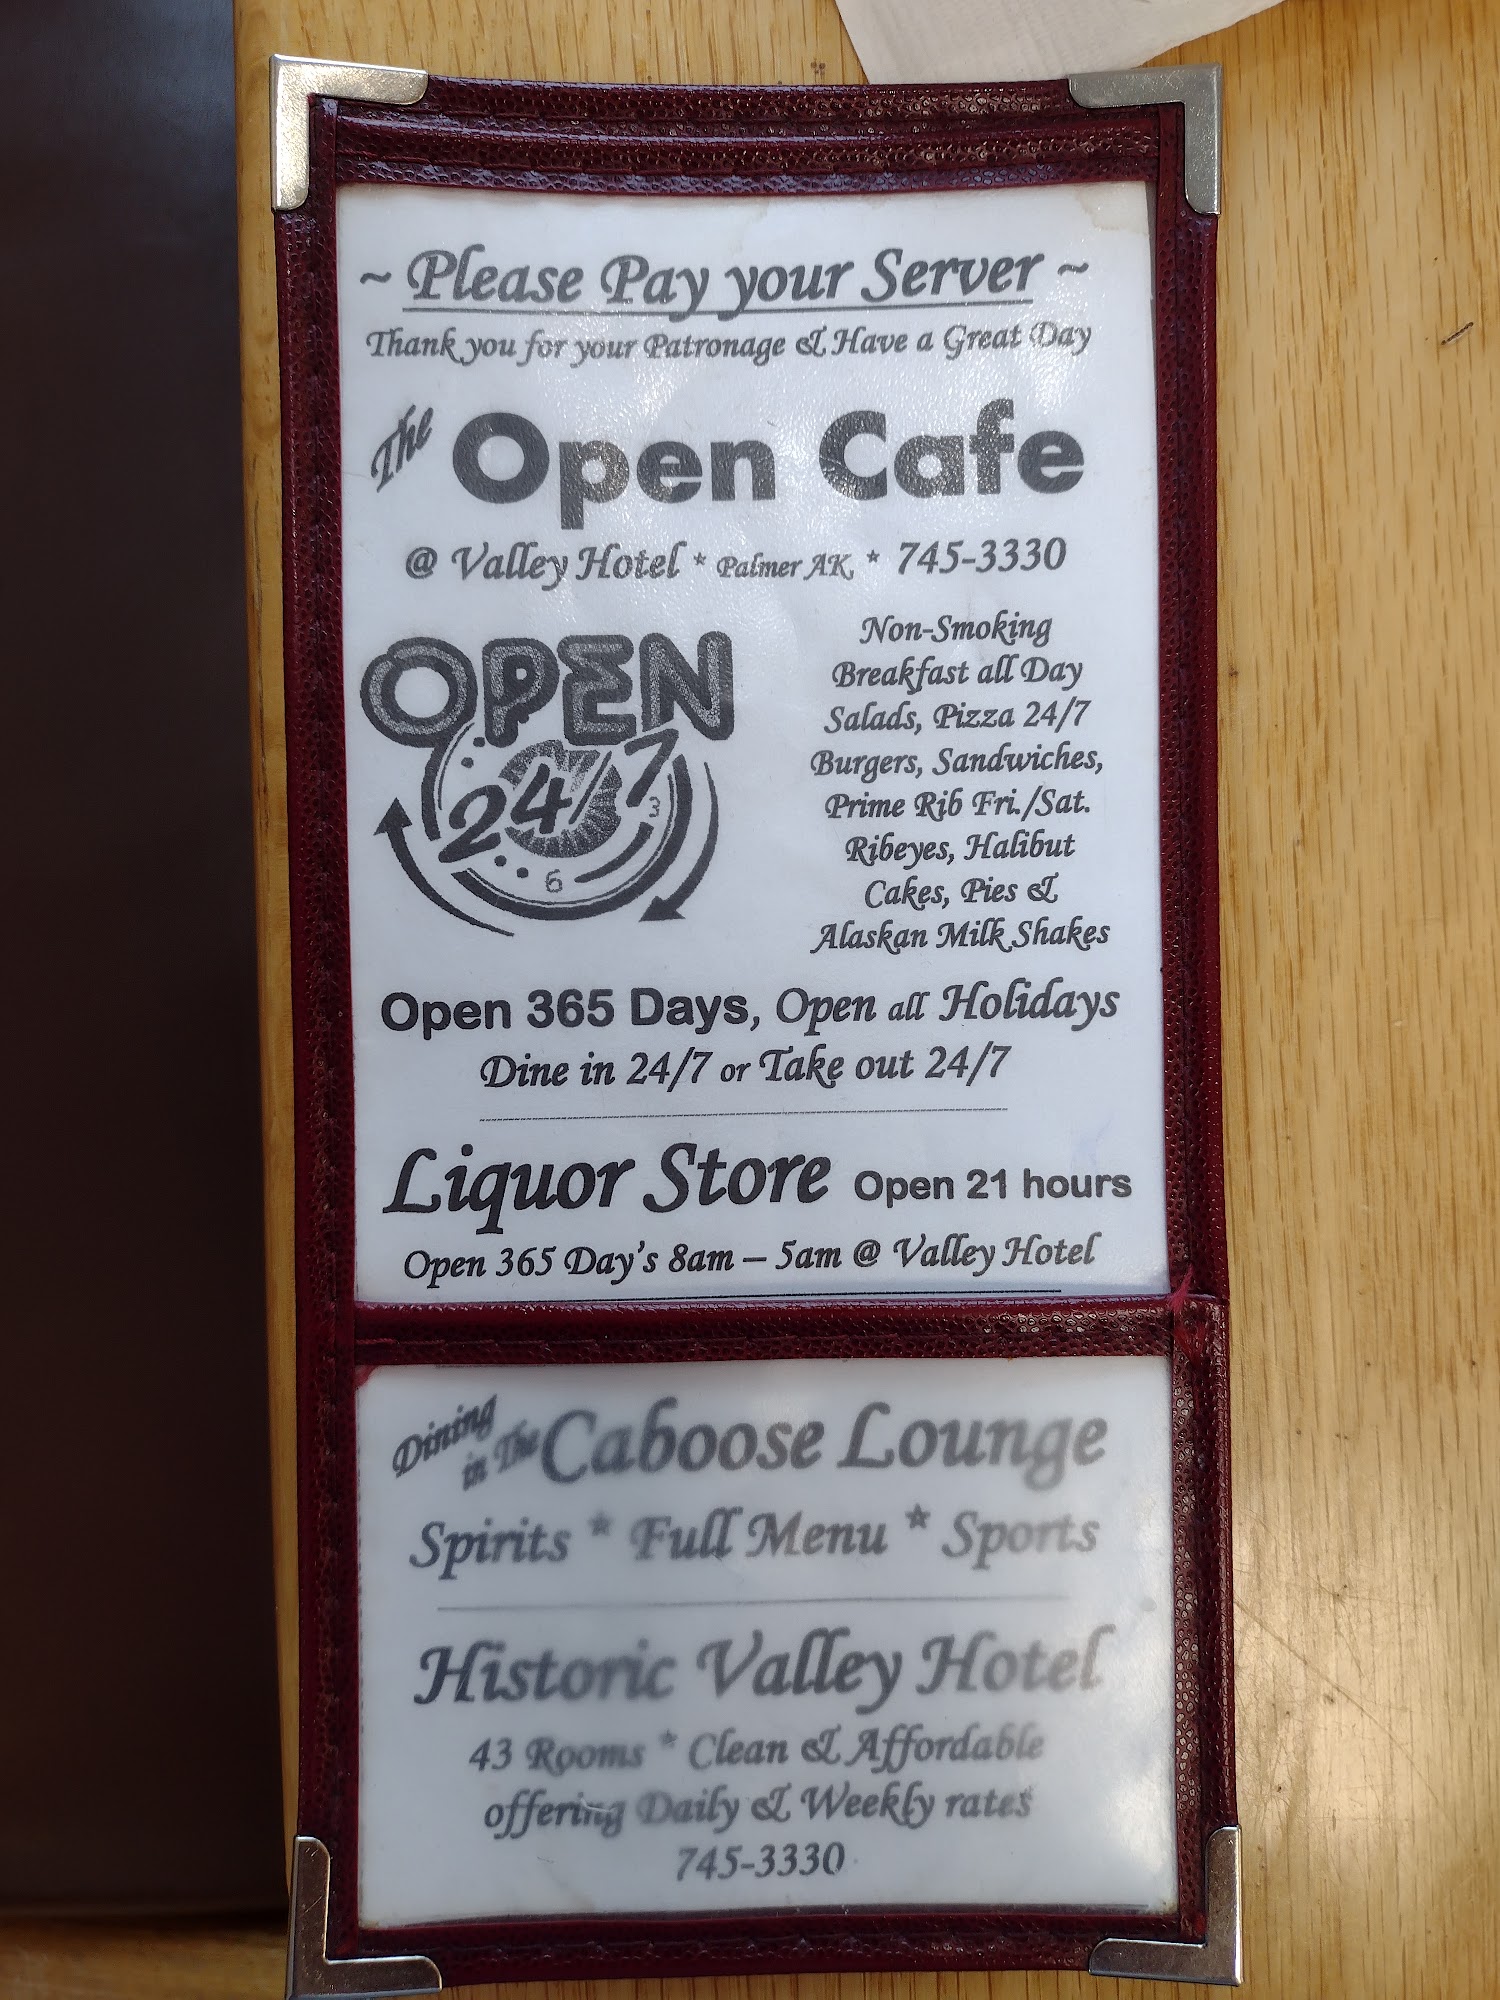 ~ Please Pay your Server ~
Thank you for your Patronage & Have a Great Day
The Open Cafe
@ Valley Hotel * Palmer AK, * 745-3330
OPEN
24/7
3
6
Non-Smoking
Breakfast all Day
Salads, Pizza 24/7
Burgers, Sandwiches,
Prime Rib Fri./Sat.
Ribeyes, Halibut
Cakes, Pies &
Alaskan Milk Shakes
Open 365 Days, Open all Holidays
Dine in 24/7 or Take out 24/7
Liquor Store Open 21 hours
Open 365 Day's 8am – 5am @ Valley Hotel
Dining in The Caboose Lounge
Spirits * Full Menu * Sports
Historic Valley Hotel
43 Rooms * Clean & Affordable
offering Daily & Weekly rates
745-3330